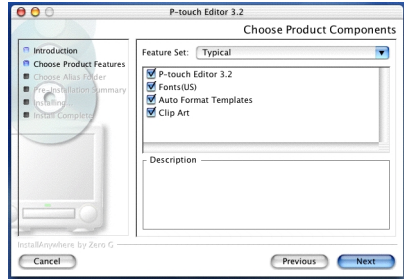 P-touch Editor 3.2
Choose Product Components
Introduction
Choose Product Features
Choose Alias Folder
Pre-Installation Summary
Installing...
Install Complete
Feature Set: Typical
P-touch Editor 3.2
Fonts(US)
Auto Format Templates
Clip Art
Description
InstallAnywhere by Zero G
Cancel
Previous
Next